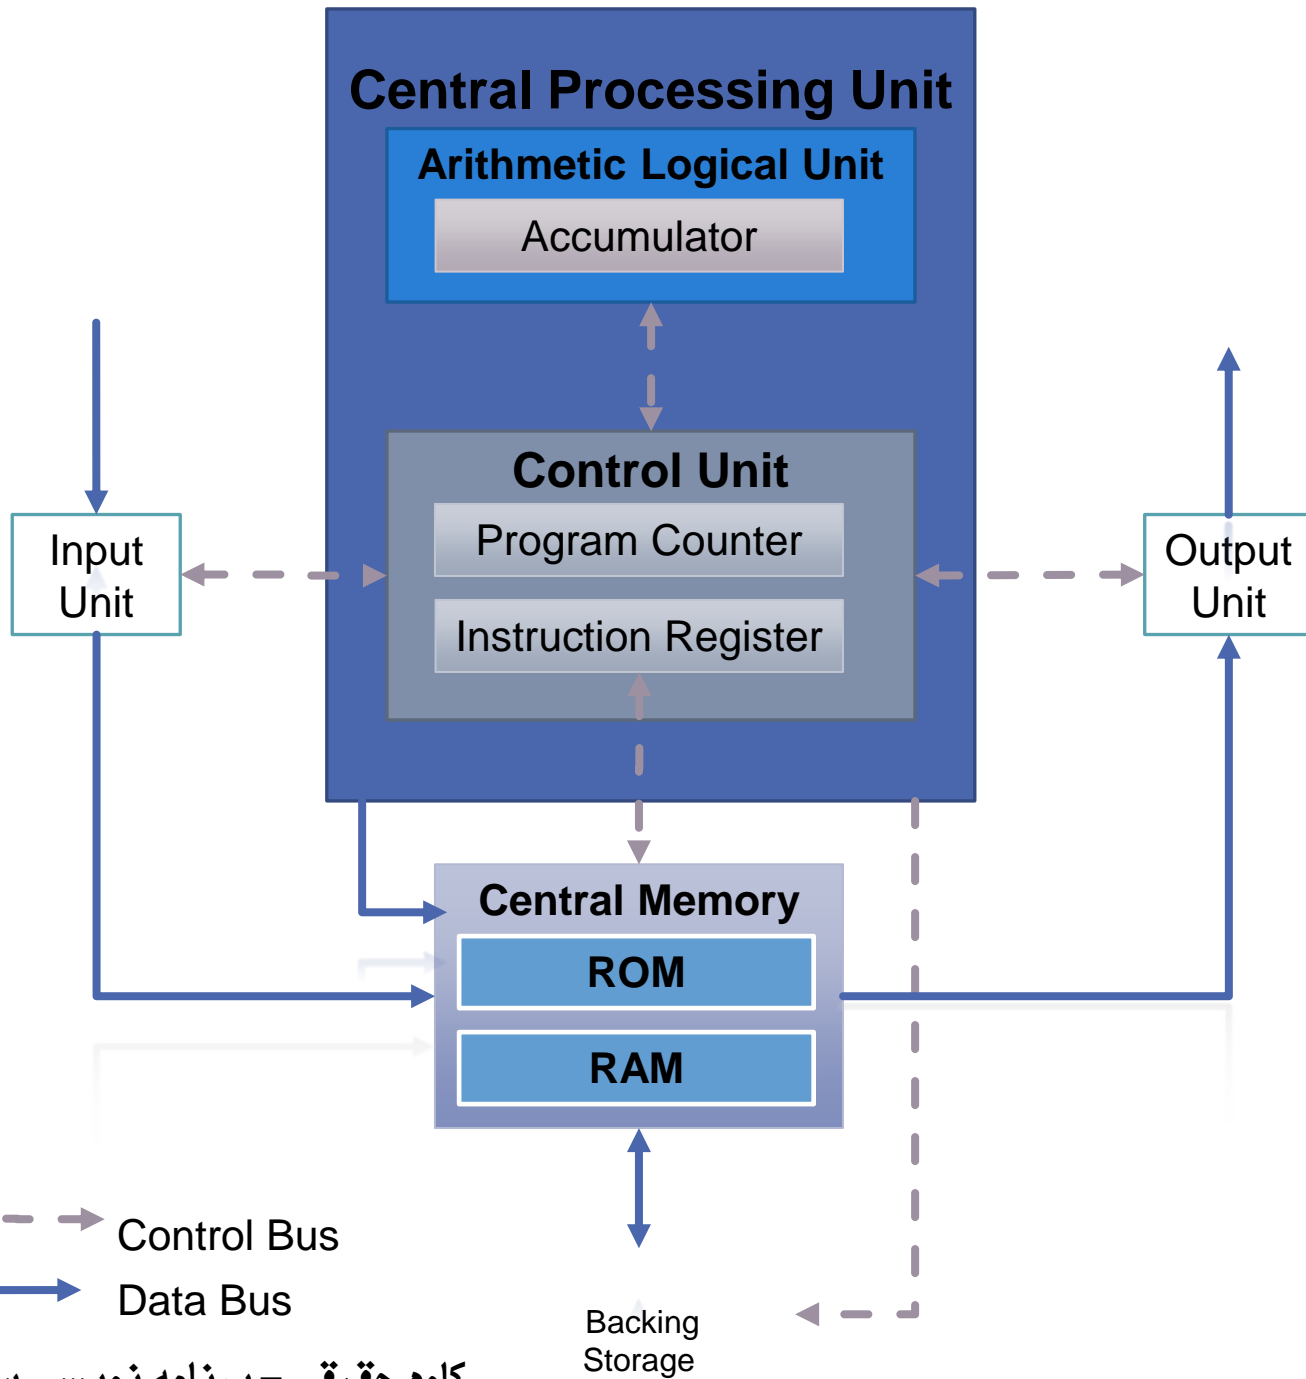 Central Processing Unit
Arithmetic Logical Unit
Accumulator
Control Unit
Program Counter
Instruction Register
Input
Unit
Output
Unit
Central Memory
ROM
RAM
Control Bus
Data Bus
Backing
Storage